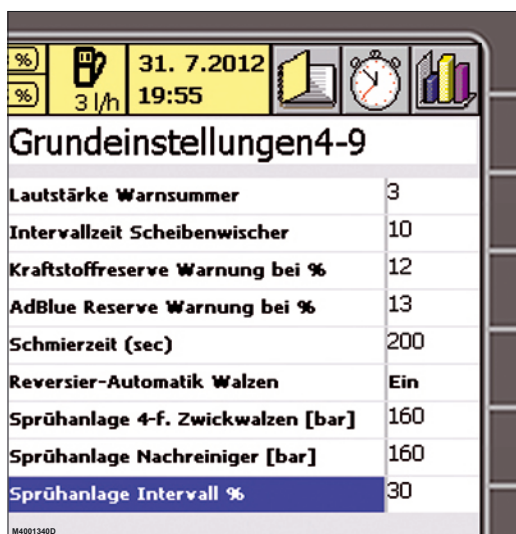 %
%
3 l/h
31. 7.2012
19:55
Grundeinstellungen4-9
Lautstärke Warnsummer 3
Intervallzeit Scheibenwischer 10
Kraftstoffreserve Warnung bei % 12
AdBlue Reserve Warnung bei % 13
Schmierzeit (sec) 200
Reversier-Automatik Walzen Ein
Sprühanlage 4-f. Zwickwalzen [bar] 160
Sprühanlage Nachreiniger [bar] 160
Sprühanlage Intervall % 30
M4001340D